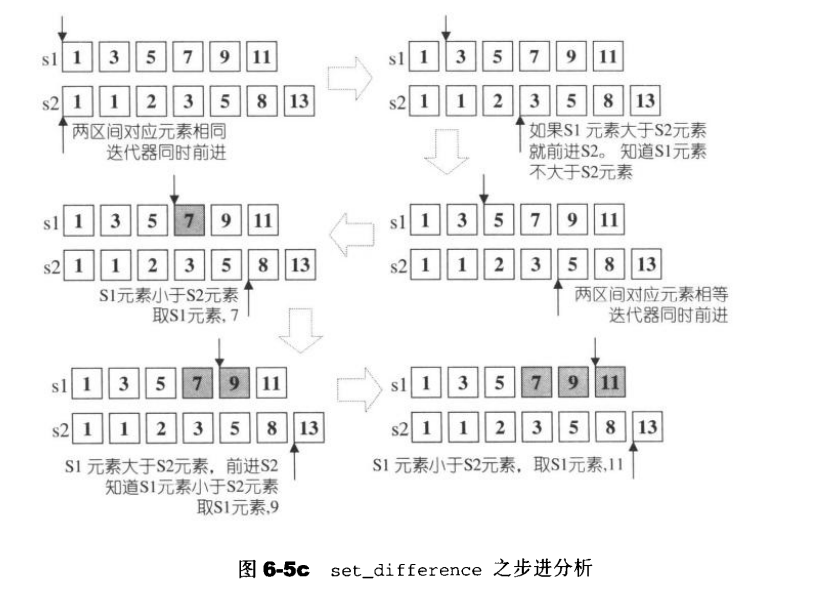 s1 1 3 5 7 9 11
s2 1 1 2 3 5 8 13
两区间对应元素相同
迭代器同时前进
s1 1 3 5 7 9 11
s2 1 1 2 3 5 8 13
如果S1 元素大于S2元素
就前进S2。 知道S1元素
不大于S2元素
s1 1 3 5 7 9 11
s2 1 1 2 3 5 8 13
两区间对应元素相等
迭代器同时前进
s1 1 3 5 7 9 11
s2 1 1 2 3 5 8 13
S1元素小于S2元素
取S1元素, 7
s1 1 3 5 7 9 11
s2 1 1 2 3 5 8 13
S1 元素大于S2元素，前进S2
知道S1元素小于S2元素
取S1元素,9
s1 1 3 5 7 9 11
s2 1 1 2 3 5 8 13
S1 元素小于S2元素，取S1元素,11
图 6-5c set_difference 之步进分析